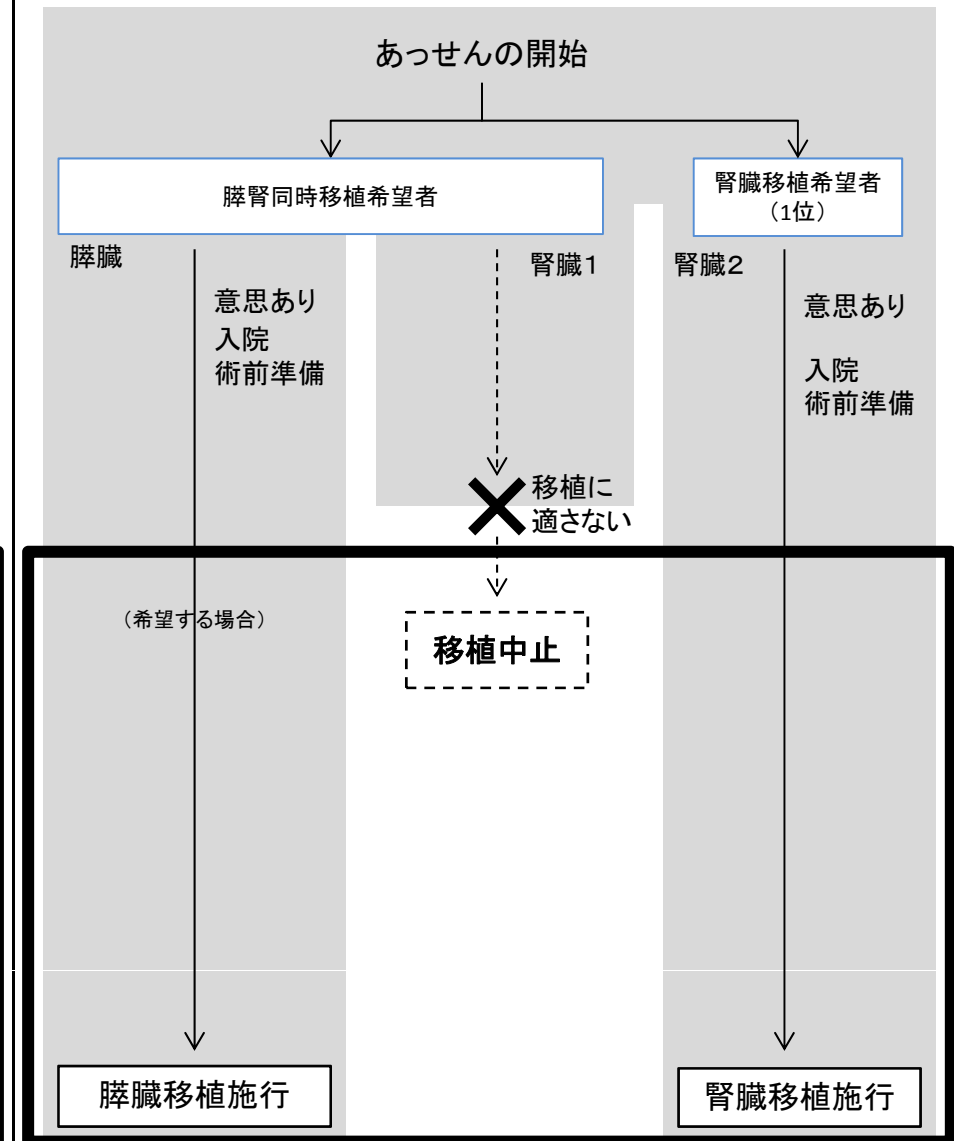 あっせんの開始
膵腎同時移植希望者
腎臓移植希望者
（1位）
膵臓
腎臓１
腎臓２
意思あり
入院
術前準備
意思あり
入院
術前準備
移植に
適さない
（希望する場合）
移植中止
膵臓移植施行
腎臓移植施行